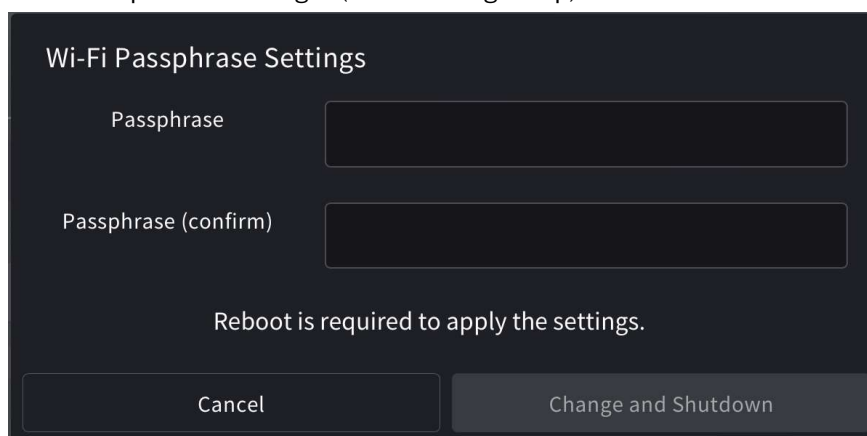 Wi-Fi Passphrase Settings
Passphrase
Passphrase (confirm)
Reboot is required to apply the settings.
Cancel Change and Shutdown